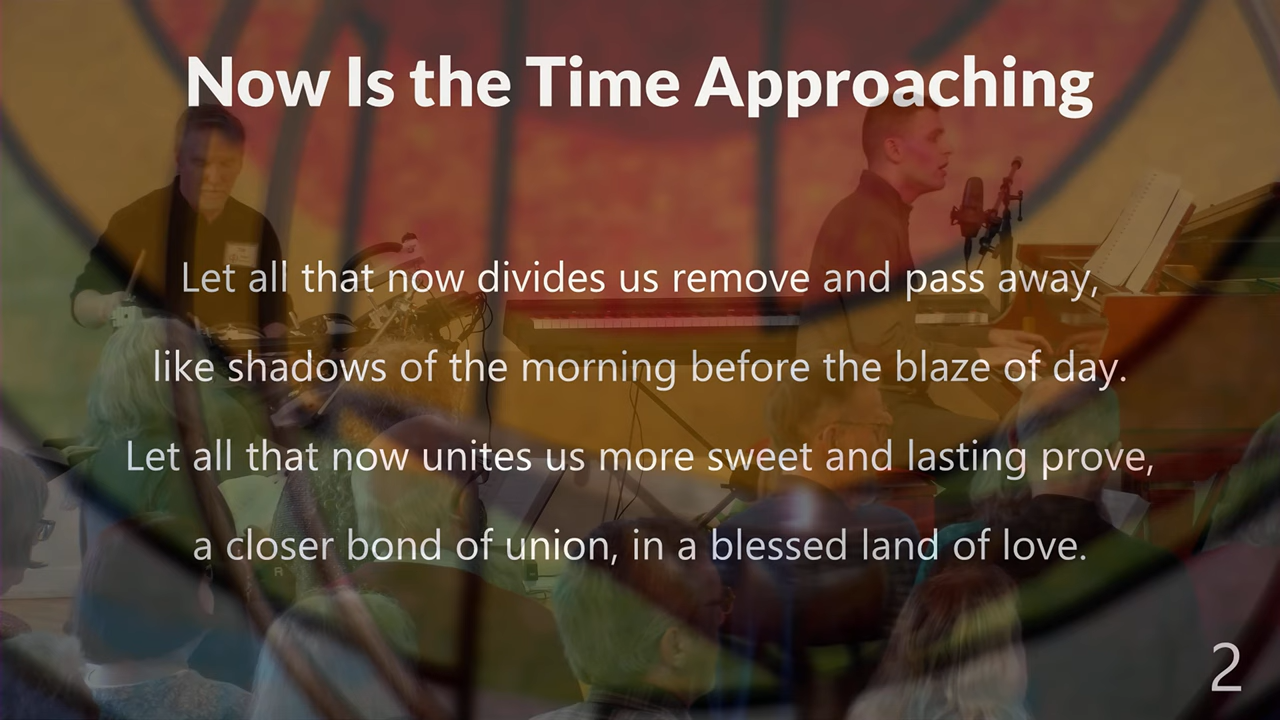 Now Is the Time Approaching
Let all that now divides us remove and pass away,
like shadows of the morning before the blaze of day.
Let all that now unites us more sweet and lasting prove,
a closer bond of union, in a blessed land of love.
2